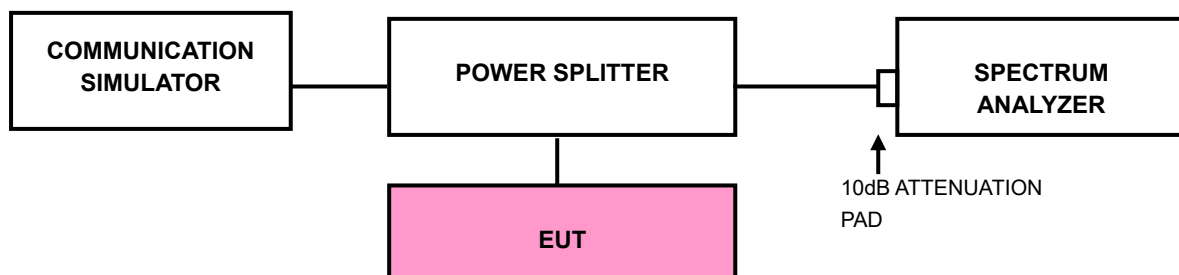 COMMUNICATION
SIMULATOR
POWER SPLITTER
SPECTRUM
ANALYZER
10dB ATTENUATION
PAD
EUT